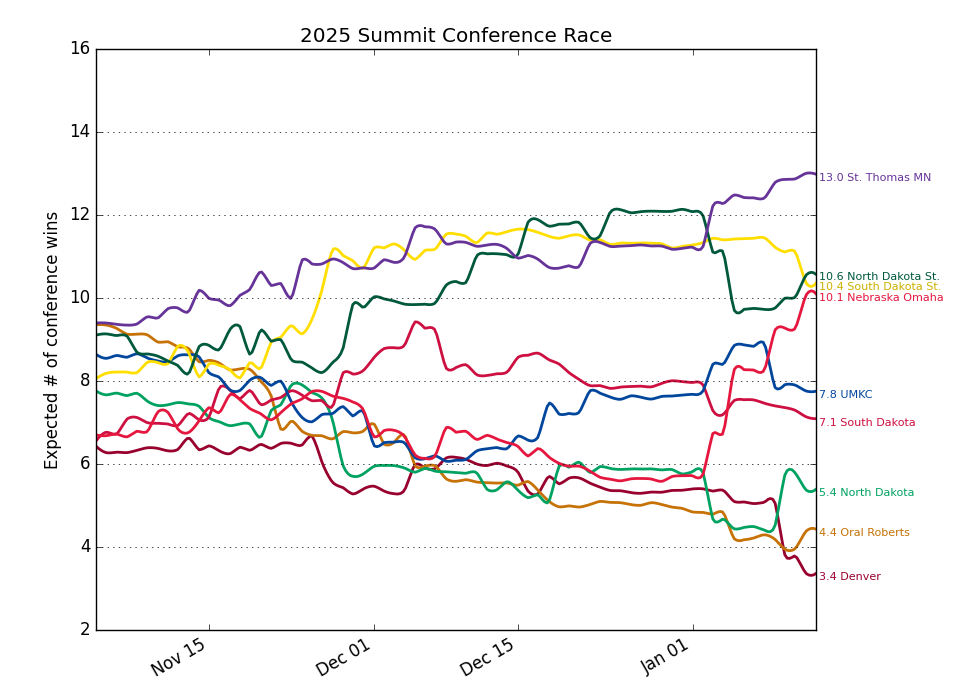 2025 Summit Conference Race
Expected # of conference wins
16
14
12
10
8
6
4
2
Nov 15
Dec 01
Dec 15
Jan 01
13.0 St. Thomas MN
10.6 North Dakota St.
10.4 South Dakota St.
10.1 Nebraska Omaha
7.8 UMKC
7.1 South Dakota
5.4 North Dakota
4.4 Oral Roberts
3.4 Denver